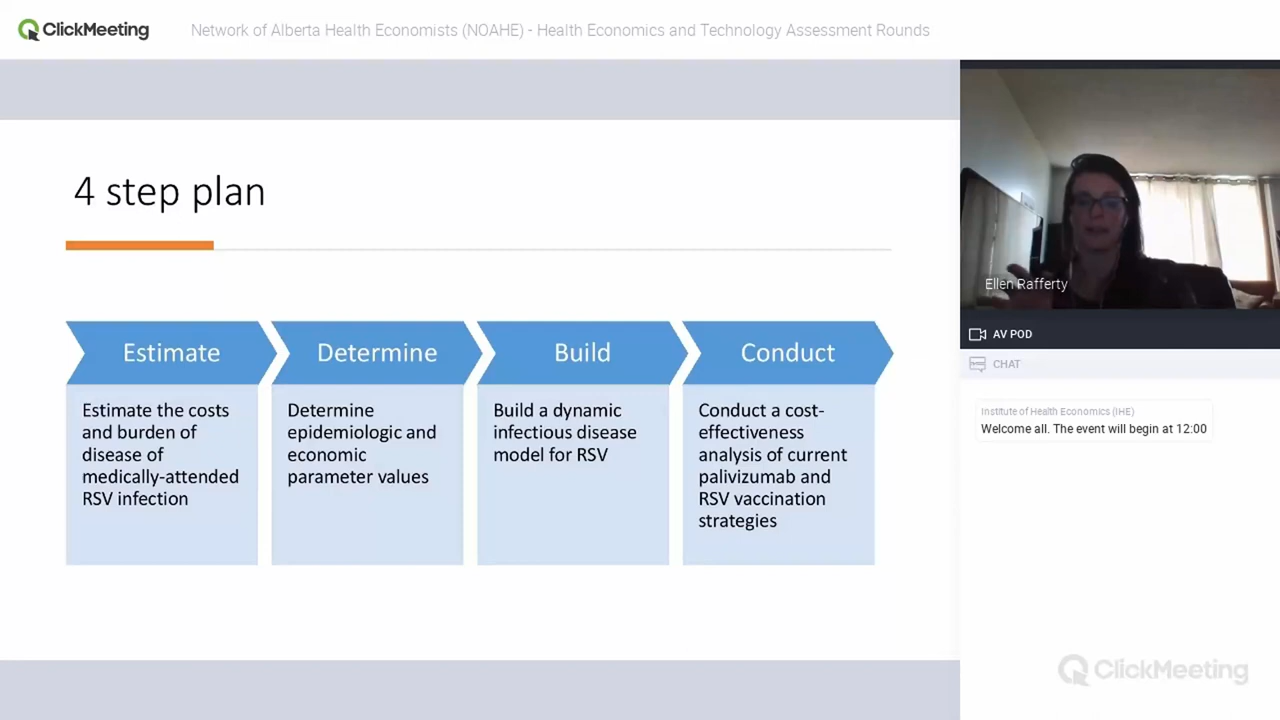 ClickMeeting
Network of Alberta Health Economists (NOAHE) - Health Economics and Technology Assessment Rounds
4 step plan
Estimate
Estimate the costs
and burden of
disease of
medically-attended
RSV infection
Determine
Determine
epidemiologic and
economic
parameter values
Build
Build a dynamic
infectious disease
model for RSV
Conduct
Conduct a cost-
effectiveness
analysis of current
palivizumab and
RSV vaccination
strategies
Ellen Rafferty
AV POD
CHAT
Institute of Health Economics (IHE)
Welcome all. The event will begin at 12:00
ClickMeeting